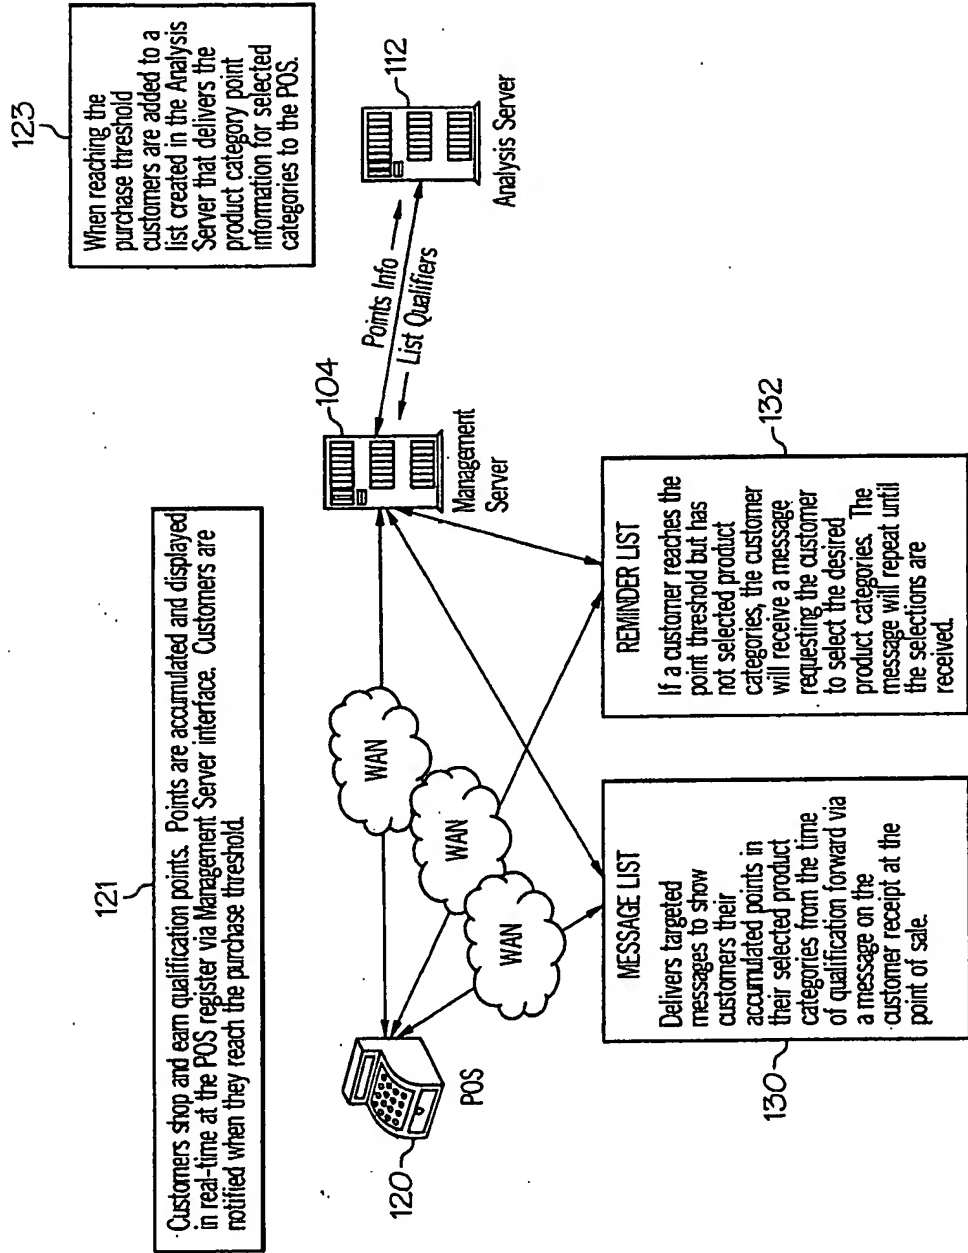 121
Customers shop and earn qualification points. Points are accumulated and displayed
in real-time at the POS register via Management Server interface. Customers are
notified when they reach the purchase threshold.
123
When reaching the
purchase threshold
customers are added to a
list created in the Analysis
Server that delivers the
product category point
information for selected
categories to the POS.
120
POS
WAN
WAN
WAN
104
Management
Server
Points Info
List Qualifiers
112
Analysis Server
MESSAGE LIST
Delivers targeted
messages to show
customers their
accumulated points in
their selected product
categories from the time
of qualification forward via
a message on the
customer receipt at the
point of sale.
130
REMINDER LIST
If a customer reaches the
point threshold but has
not selected product
categories, the customer
will receive a message
requesting the customer
to select the desired
product categories. The
message will repeat until
the selections are
received.
132